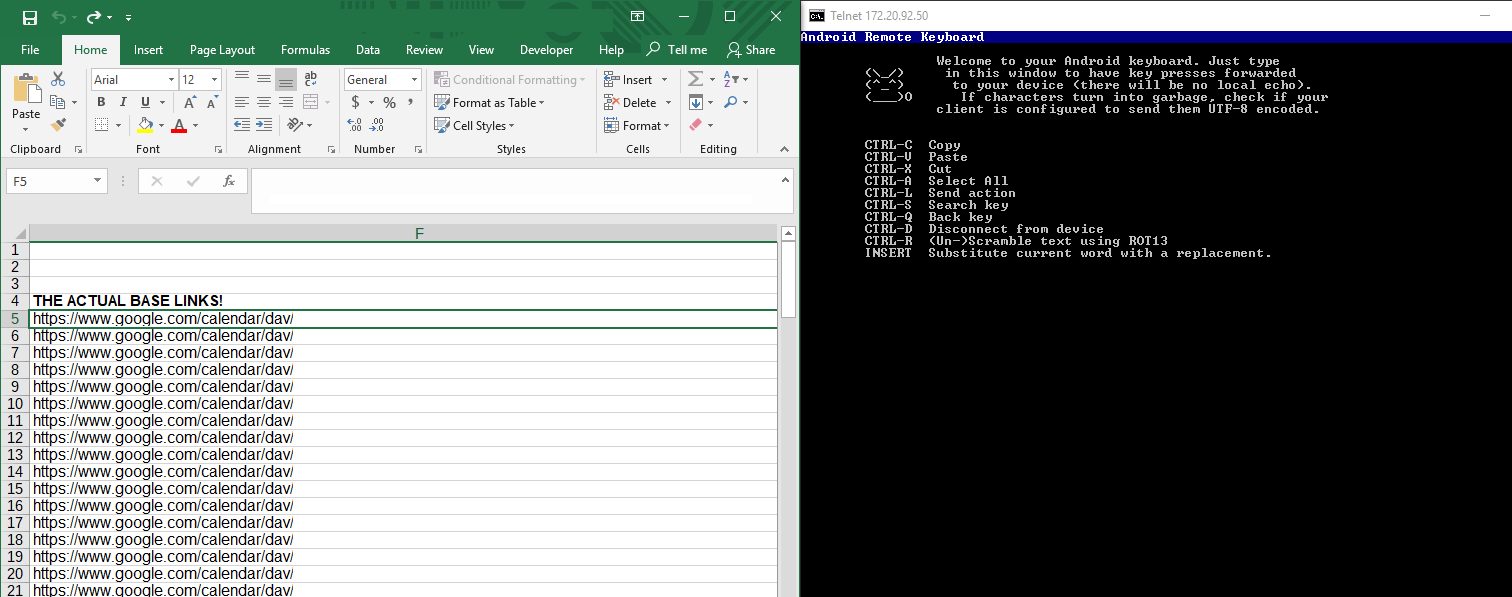 File Home Insert Page Layout Formulas Data Review View Developer Help Tell me Share
Paste
Arial 12
B I U A A A
ab c
General
$ % ,
.00 .0
Conditional Formatting
Format as Table
Cell Styles
Insert
Delete
Format
Σ A Z
Clipboard Font Alignment Number Styles Cells Editing
F5 fx
F
1
2
3
4 THE ACTUAL BASE LINKS!
5 https://www.google.com/calendar/dav/
6 https://www.google.com/calendar/dav/
7 https://www.google.com/calendar/dav/
8 https://www.google.com/calendar/dav/
9 https://www.google.com/calendar/dav/
10 https://www.google.com/calendar/dav/
11 https://www.google.com/calendar/dav/
12 https://www.google.com/calendar/dav/
13 https://www.google.com/calendar/dav/
14 https://www.google.com/calendar/dav/
15 https://www.google.com/calendar/dav/
16 https://www.google.com/calendar/dav/
17 https://www.google.com/calendar/dav/
18 https://www.google.com/calendar/dav/
19 https://www.google.com/calendar/dav/
20 https://www.google.com/calendar/dav/
21 https://www.google.com/calendar/dav/
C:\. Telnet 172.20.92.50
Android Remote Keyboard
Welcome to your Android keyboard. Just type
(\_/) in this window to have key presses forwarded
(^_^) to your device (there will be no local echo).
(___)O If characters turn into garbage, check if your
client is configured to send them UTF-8 encoded.
CTRL-C Copy
CTRL-V Paste
CTRL-X Cut
CTRL-A Select All
CTRL-L Send action
CTRL-S Search key
CTRL-Q Back key
CTRL-D Disconnect from device
CTRL-R (Un-)Scramble text using ROT13
INSERT Substitute current word with a replacement.